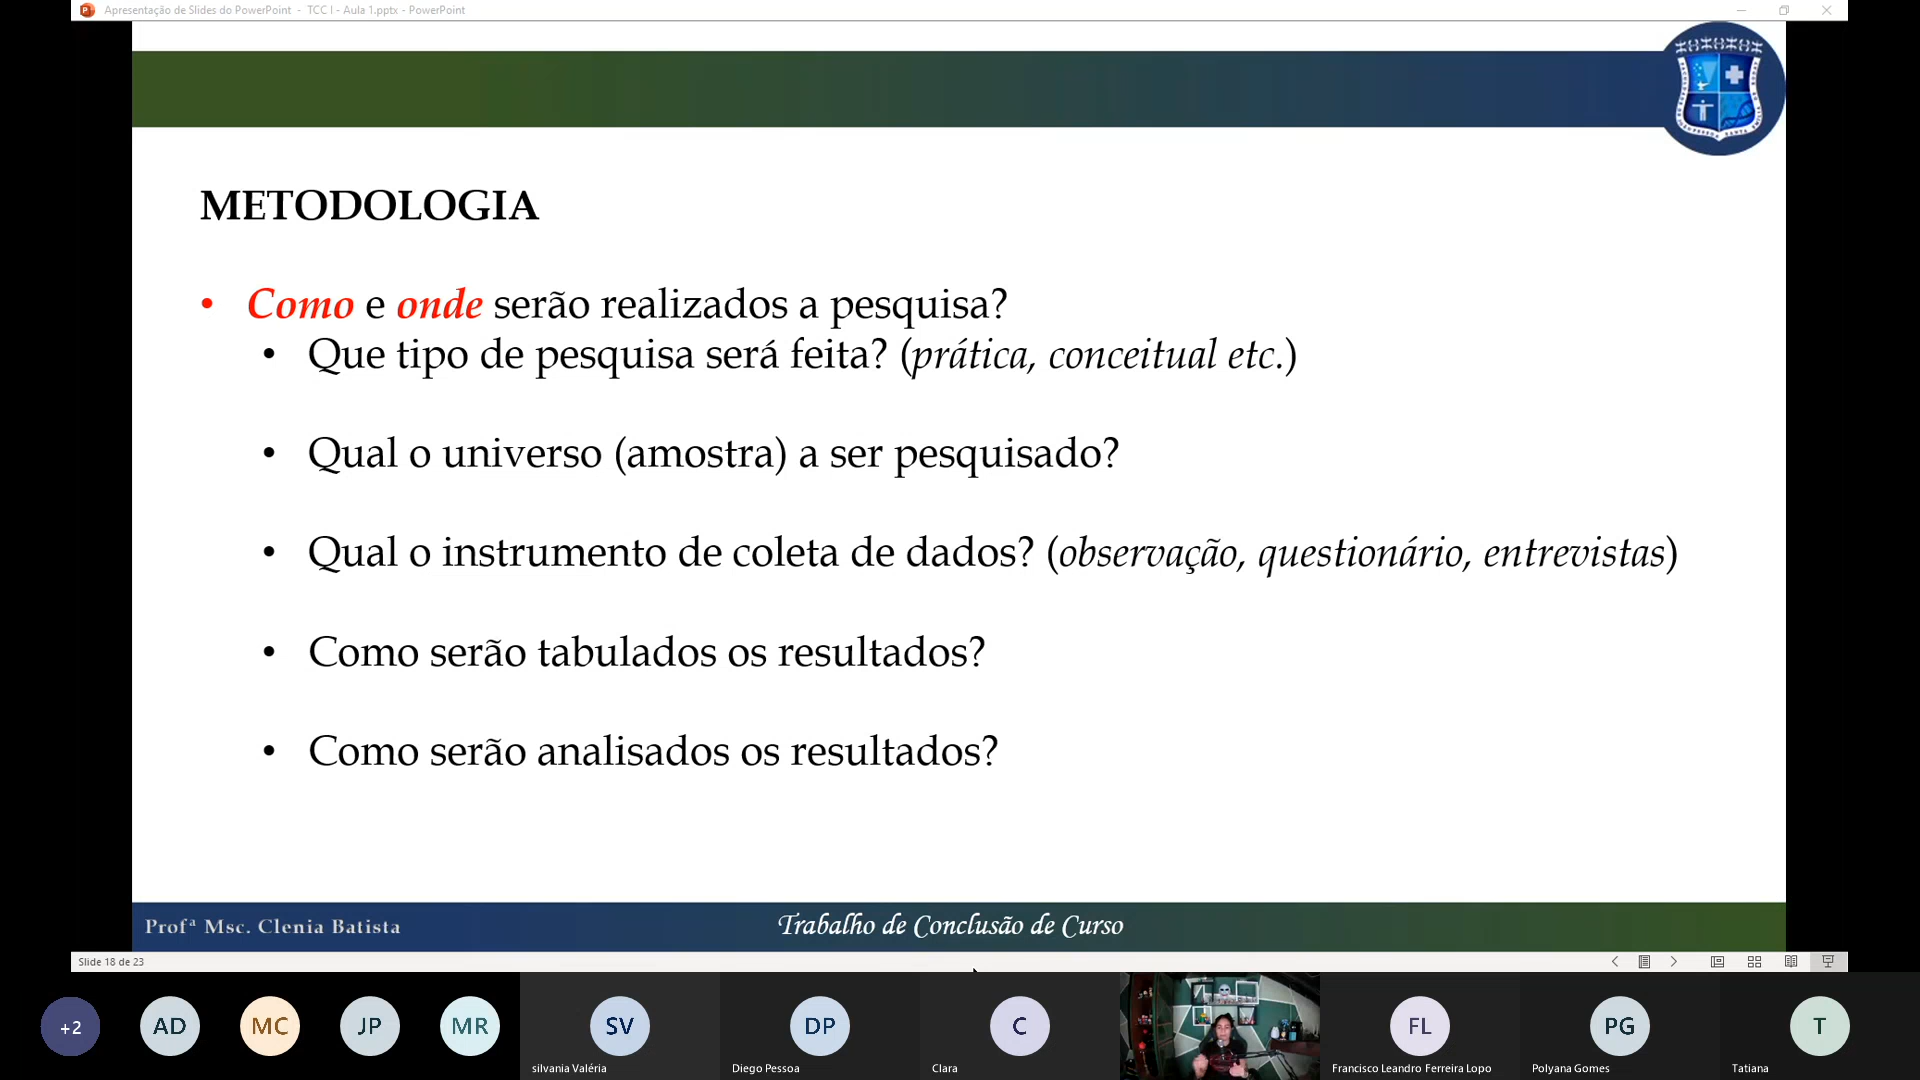 Apresentação de Slides do PowerPoint - TCC I - Aula 1.pptx - PowerPoint
METODOLOGIA
• Como e onde serão realizados a pesquisa?
• Que tipo de pesquisa será feita? (prática, conceitual etc.)
• Qual o universo (amostra) a ser pesquisado?
• Qual o instrumento de coleta de dados? (observação, questionário, entrevistas)
• Como serão tabulados os resultados?
• Como serão analisados os resultados?
Profª Msc. Clenia Batista
Trabalho de Conclusão de Curso
Slide 18 de 23
+2
AD
MC
JP
MR
SV
DP
C
FL
PG
T
silvania Valéria
Diego Pessoa
Clara
Francisco Leandro Ferreira Lopo
Polyana Gomes
Tatiana